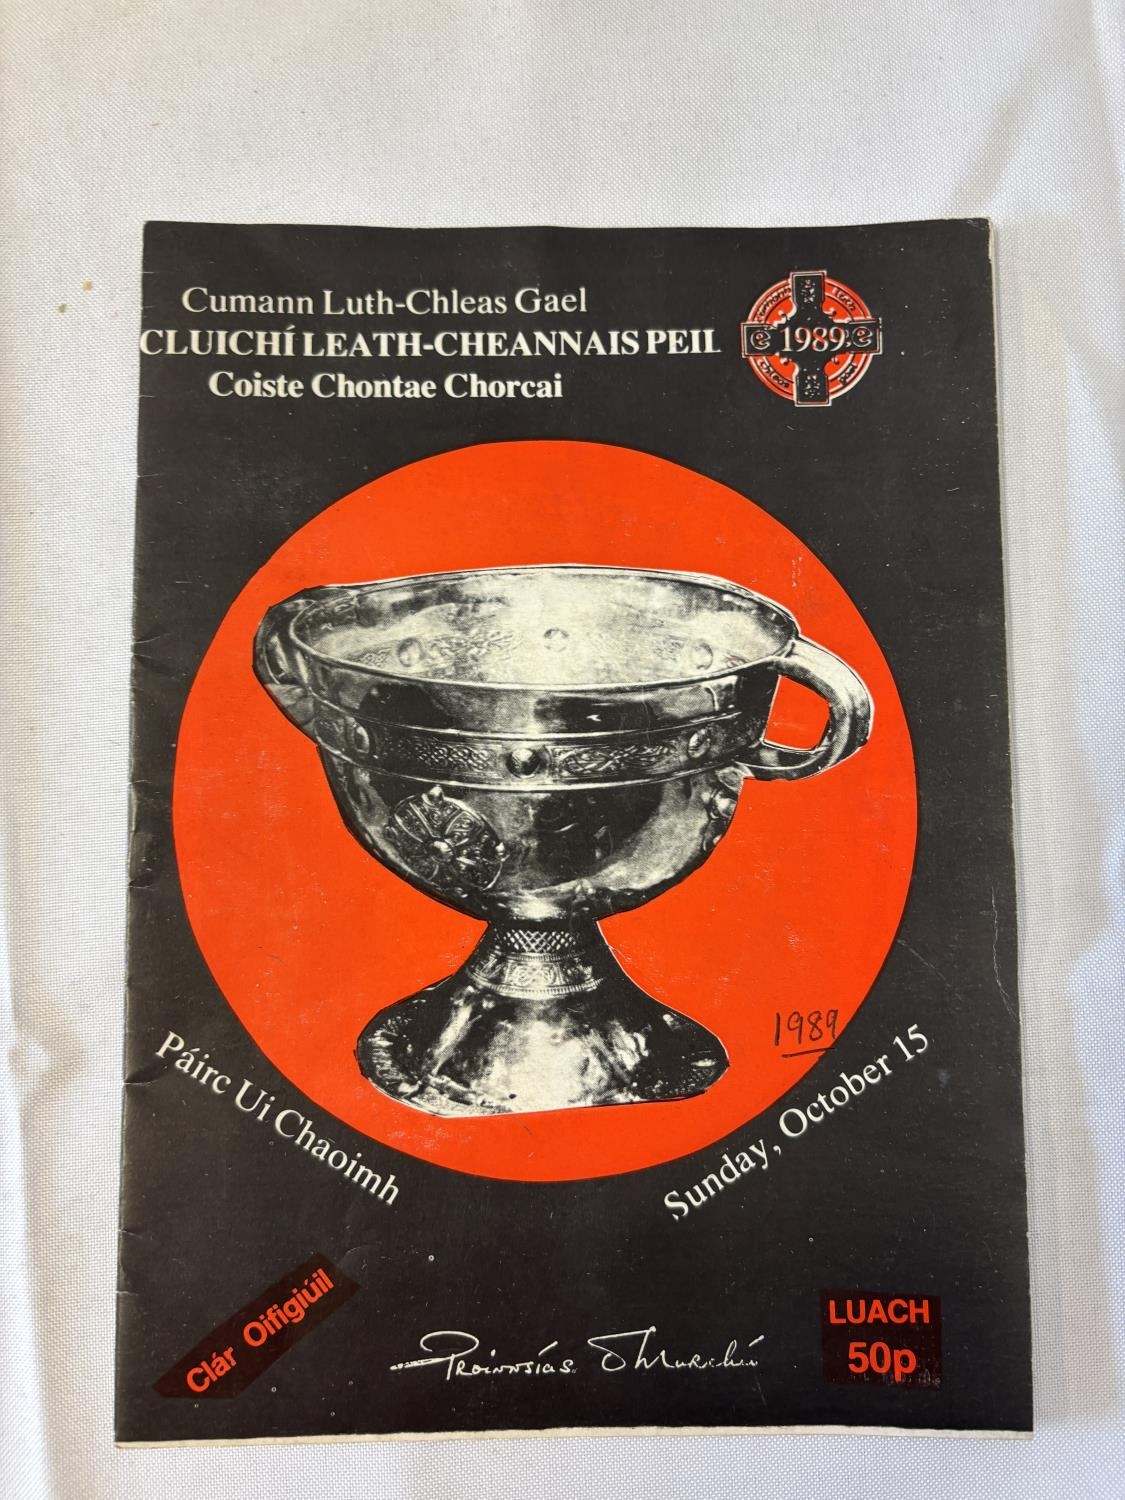 Cumann Luth-Chleas Gael
CLUICHÍ LEATH-CHEANNAIS PEIL
Coiste Chontae Chorcai
1989
1989
Páirc Ui Chaoimh
Sunday, October 15
Clár Oifigiúil
Proinnsías
LUACH
50p